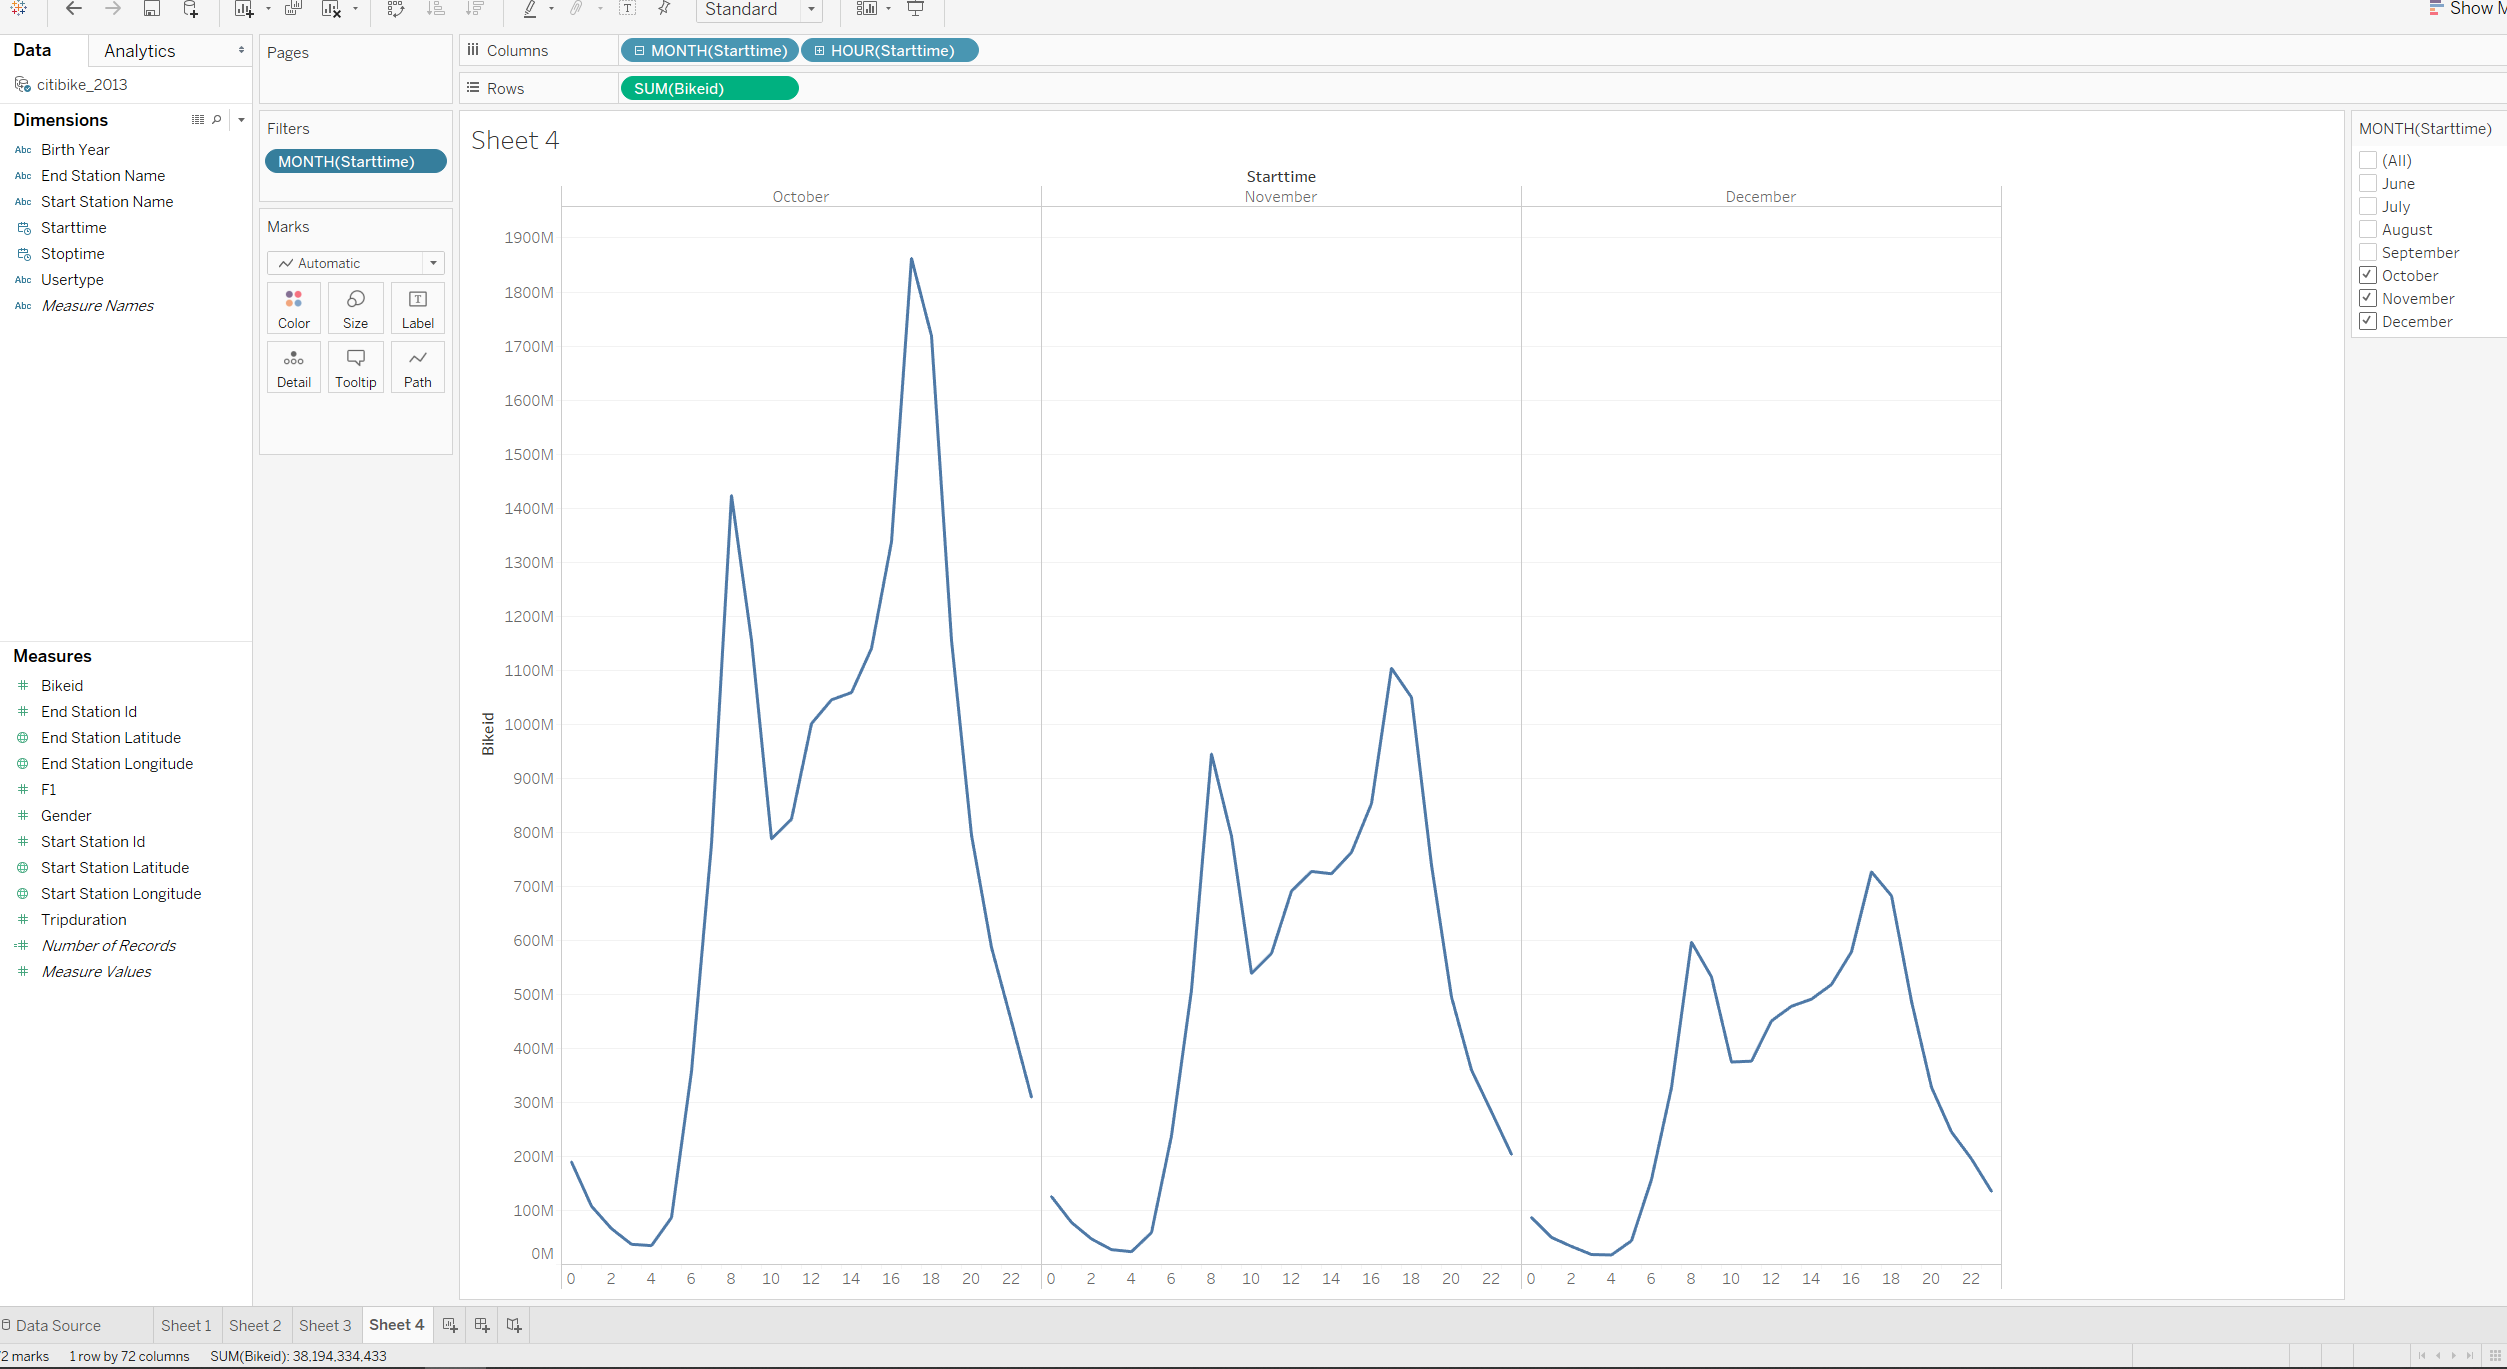 Standard
Show M
Data
Analytics
citibike_2013
Dimensions
Abc Birth Year
Abc End Station Name
Abc Start Station Name
Starttime
Stoptime
Abc Usertype
Abc Measure Names
Measures
Bikeid
End Station Id
End Station Latitude
End Station Longitude
F1
Gender
Start Station Id
Start Station Latitude
Start Station Longitude
Tripduration
Number of Records
Measure Values
Pages
Filters
MONTH(Starttime)
Marks
Automatic
Color Size Label
Detail Tooltip Path
Columns MONTH(Starttime) HOUR(Starttime)
Rows SUM(Bikeid)
Sheet 4
Starttime
October November December
1900M
1800M
1700M
1600M
1500M
1400M
1300M
1200M
1100M
1000M
900M
800M
700M
600M
500M
400M
300M
200M
100M
0M
Bikeid
0 2 4 6 8 10 12 14 16 18 20 22 0 2 4 6 8 10 12 14 16 18 20 22 0 2 4 6 8 10 12 14 16 18 20 22
MONTH(Starttime)
(All)
June
July
August
September
October
November
December
Data Source Sheet 1 Sheet 2 Sheet 3 Sheet 4
2 marks 1 row by 72 columns SUM(Bikeid): 38,194,334,433